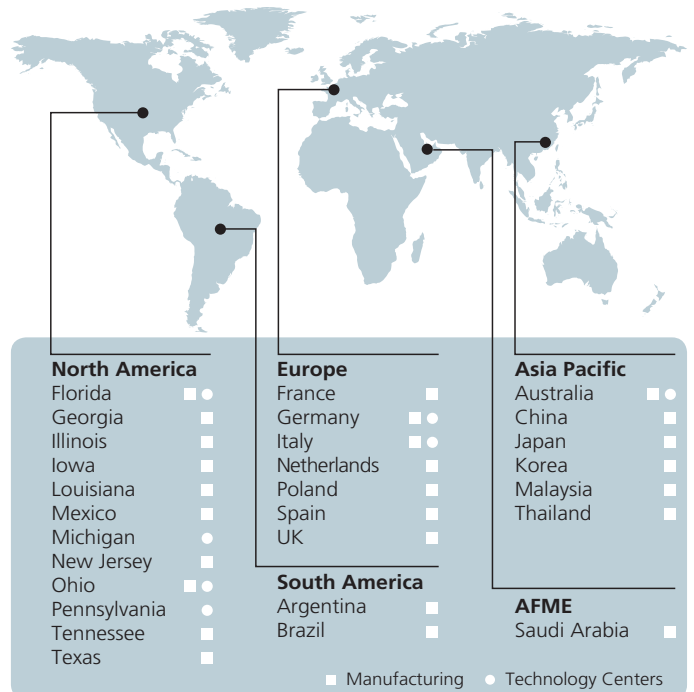 North America
Florida
Georgia
Illinois
Iowa
Louisiana
Mexico
Michigan
New Jersey
Ohio
Pennsylvania
Tennessee
Texas
Europe
France
Germany
Italy
Netherlands
Poland
Spain
UK
South America
Argentina
Brazil
Asia Pacific
Australia
China
Japan
Korea
Malaysia
Thailand
AFME
Saudi Arabia
Manufacturing
Technology Centers